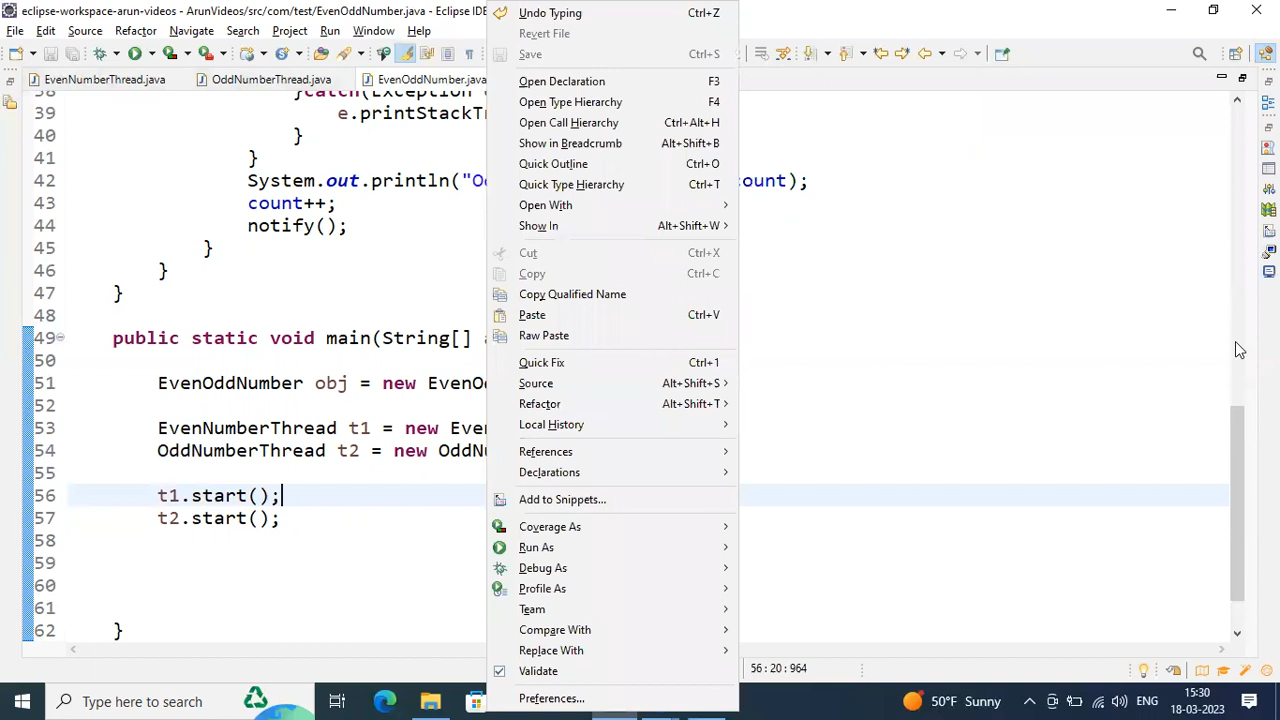 eclipse-workspace-arun-videos - ArunVideos/src/com/test/EvenOddNumber.java - Eclipse IDE
File Edit Source Refactor Navigate Search Project Run Window Help
EvenNumberThread.java OddNumberThread.java EvenOddNumber.java
38 }catch(Exception
39 e.printStackTr
40 }
41 }
42 System.out.println("Od count);
43 count++;
44 notify();
45 }
46 }
47 }
48
49 public static void main(String[]
50
51 EvenOddNumber obj = new EvenO
52
53 EvenNumberThread t1 = new Even
54 OddNumberThread t2 = new OddNu
55
56 t1.start();
57 t2.start();
58
59
60
61
62 }
Undo Typing Ctrl+Z
Revert File
Save Ctrl+S
Open Declaration F3
Open Type Hierarchy F4
Open Call Hierarchy Ctrl+Alt+H
Show in Breadcrumb Alt+Shift+B
Quick Outline Ctrl+O
Quick Type Hierarchy Ctrl+T
Open With
Show In Alt+Shift+W
Cut Ctrl+X
Copy Ctrl+C
Copy Qualified Name
Paste Ctrl+V
Raw Paste
Quick Fix Ctrl+1
Source Alt+Shift+S
Refactor Alt+Shift+T
Local History
References
Declarations
Add to Snippets...
Coverage As
Run As
Debug As
Profile As
Team
Compare With
Replace With
Validate
Preferences...
56 : 20 : 964
Type here to search
50°F Sunny
ENG
15:30
18-03-2023